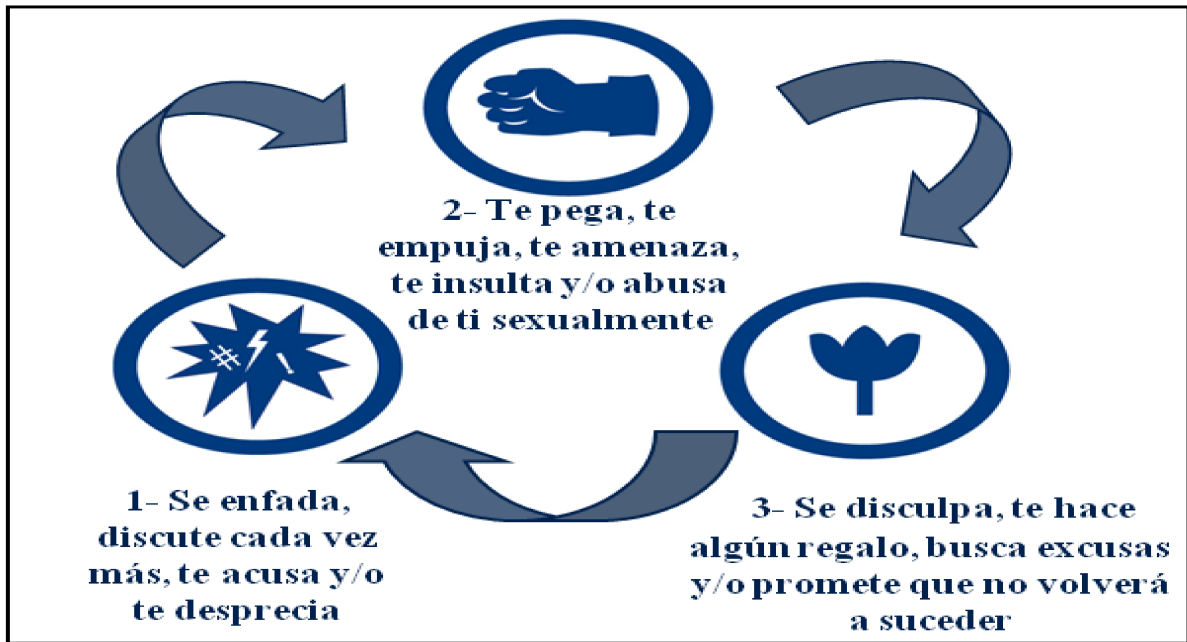 2- Te pega, te
empuja, te amenaza,
te insulta y/o abusa
de ti sexualmente
#
!
1- Se enfada,
discute cada vez
más, te acusa y/o
te desprecia
3- Se disculpa, te hace
algún regalo, busca excusas
y/o promete que no volverá
a suceder